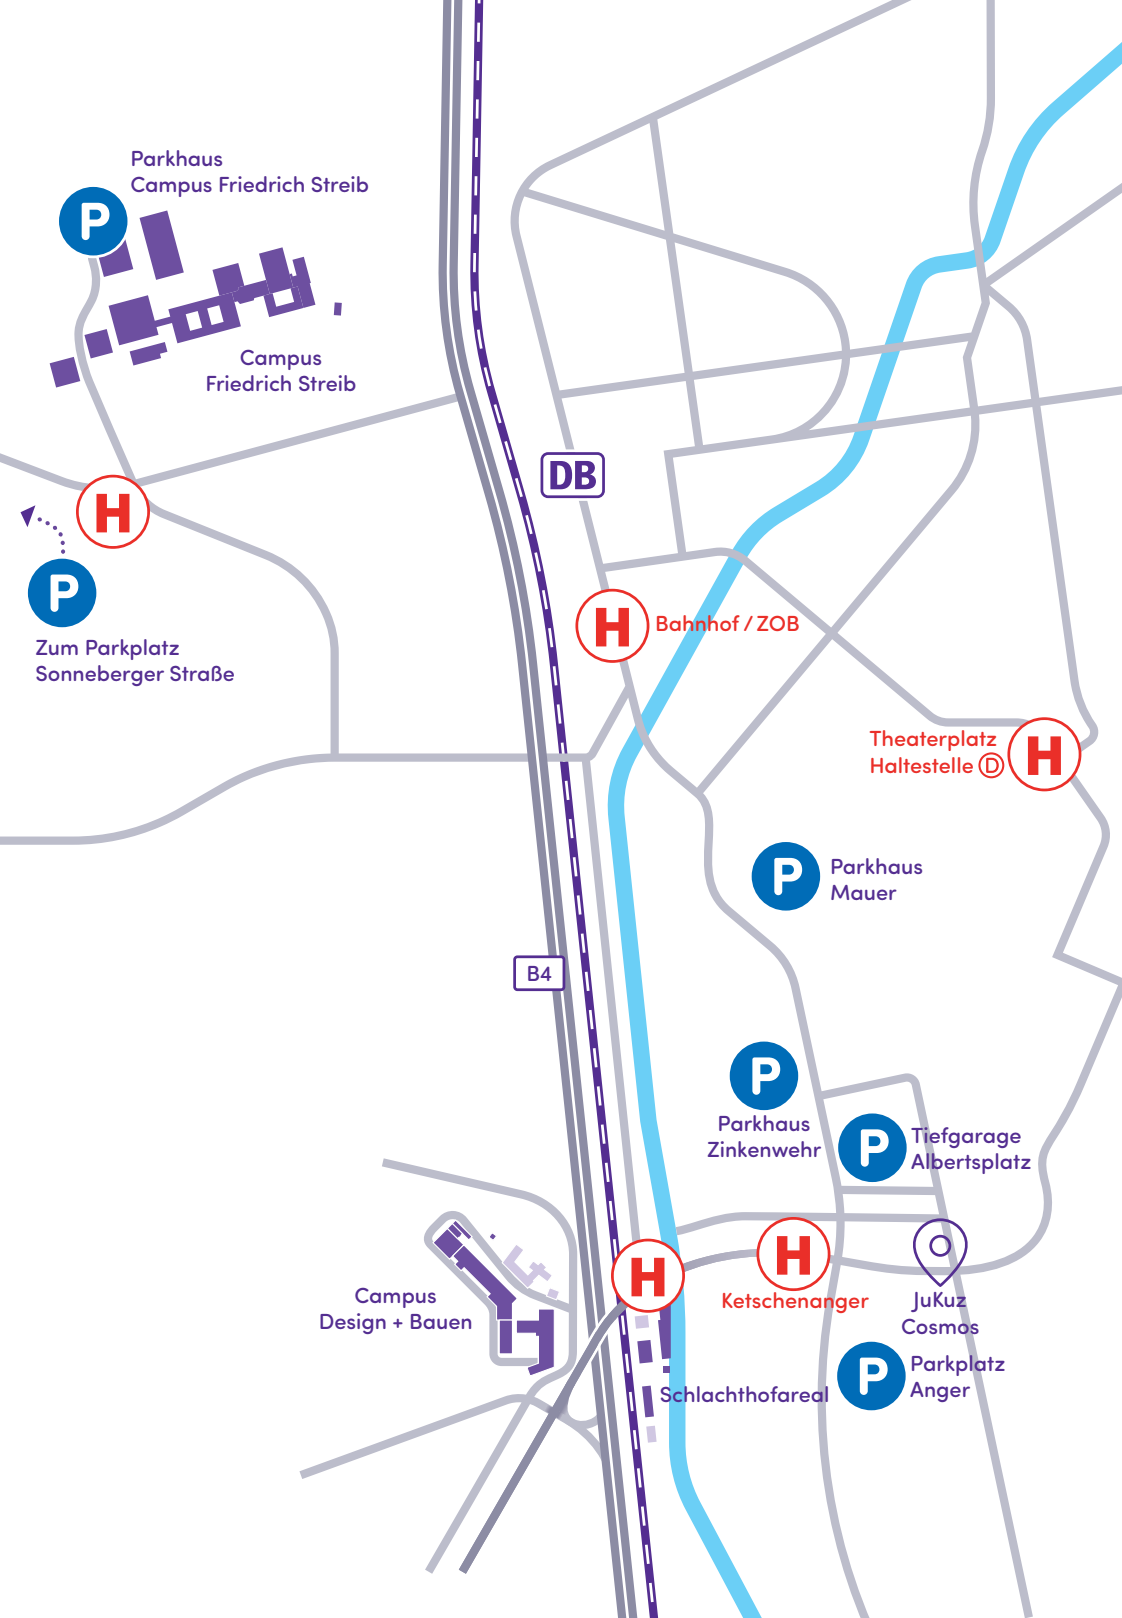 Parkhaus
Campus Friedrich Streib
P
Campus
Friedrich Streib
DB
H
P
Zum Parkplatz
Sonneberger Straße
H
Bahnhof / ZOB
Theaterplatz
Haltestelle D
H
P
Parkhaus
Mauer
B4
P
Parkhaus
Zinkenwehr
P
Tiefgarage
Albertsplatz
H
H
Ketschenanger
JuKuz
Cosmos
Campus
Design + Bauen
P
Parkplatz
Anger
Schlachthofareal